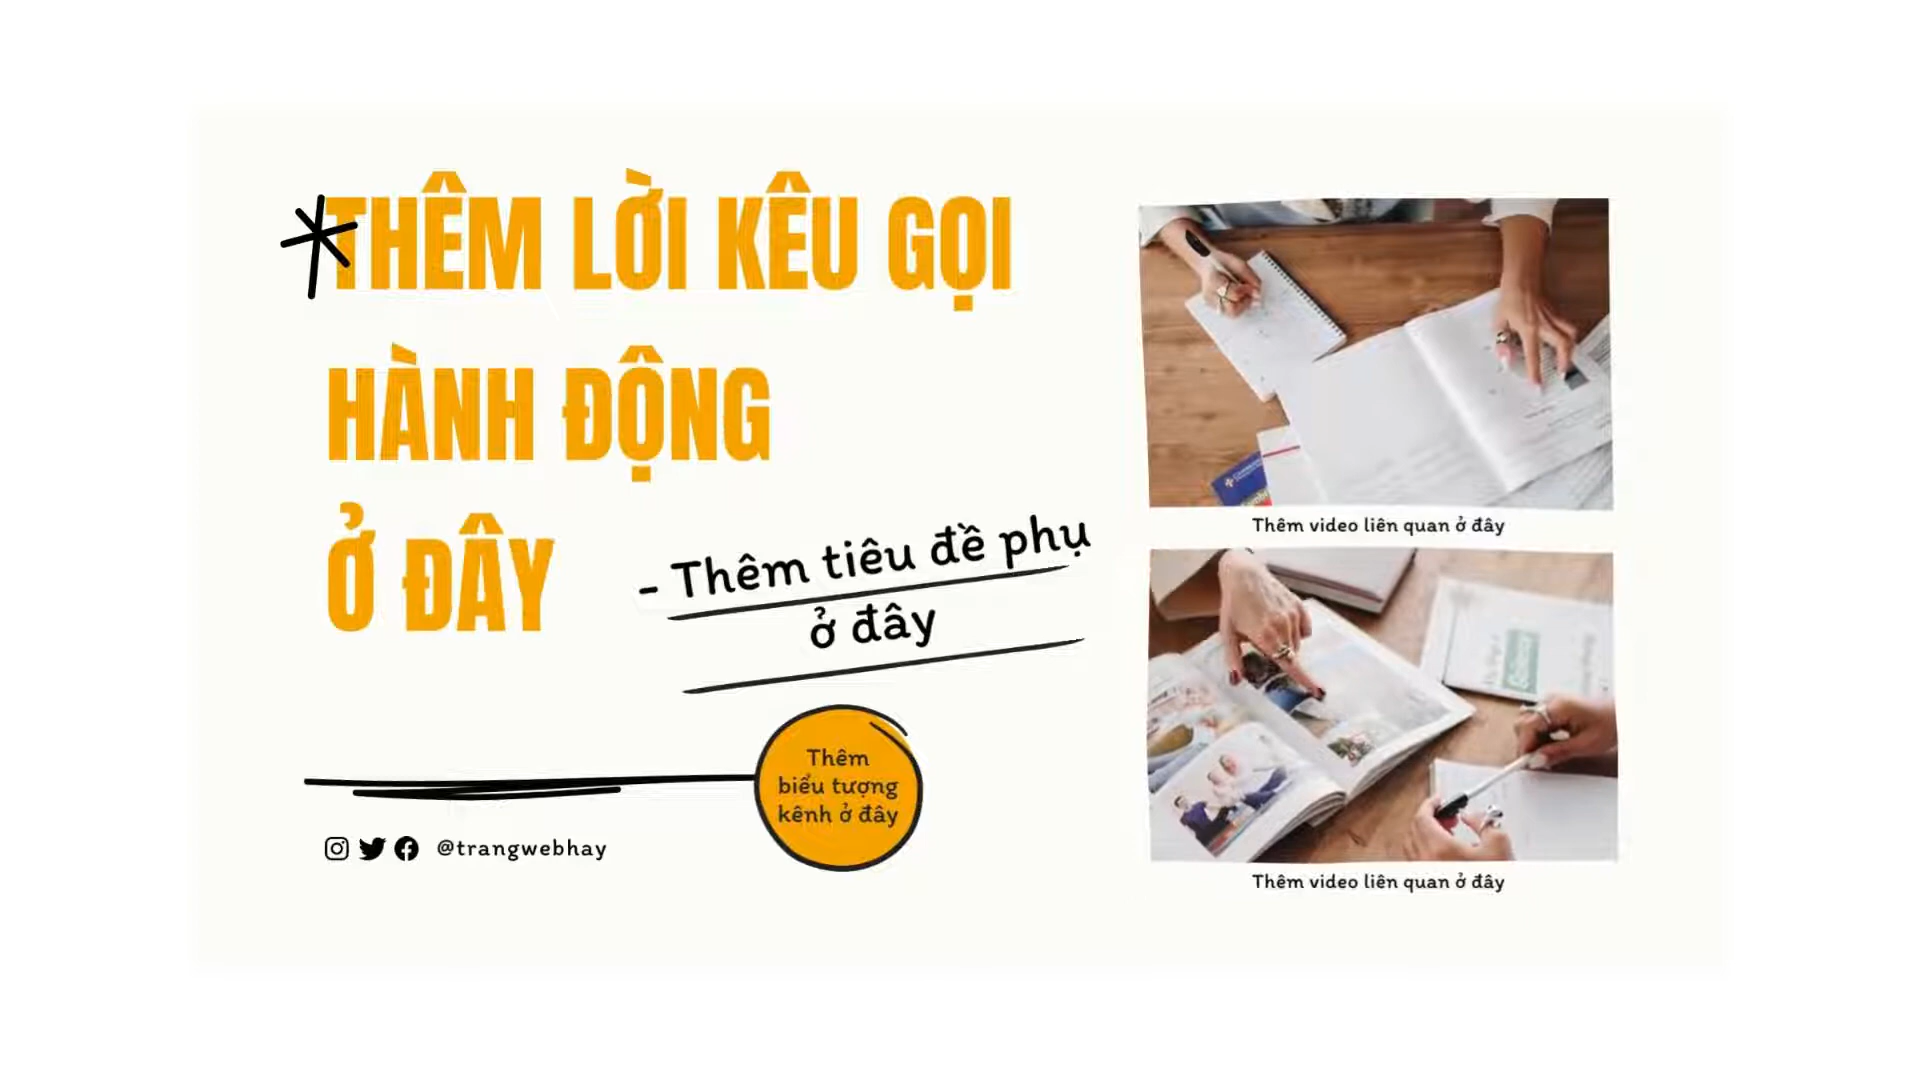 THÊM LỜI KÊU GỌI
HÀNH ĐỘNG
Ở ĐÂY
- Thêm tiêu đề phụ
ở đây
Thêm
biểu tượng
kênh ở đây
@trangwebhay
Thêm video liên quan ở đây
Thêm video liên quan ở đây